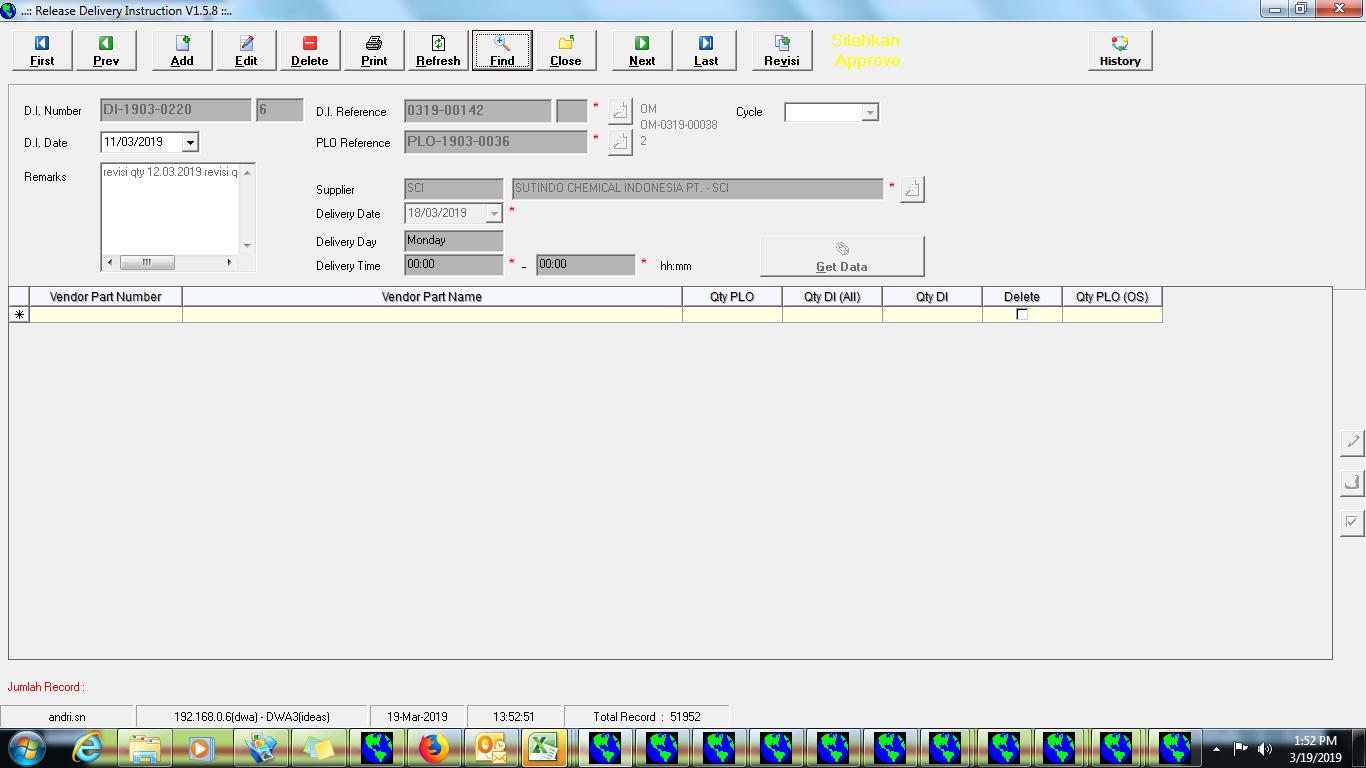 ..:: Release Delivery Instruction V1.5.8 ::..
First Prev Add Edit Delete Print Refresh Find Close Next Last Revisi
Silahkan
Approve
History
D.I. Number DI-1903-0220 6
D.I. Reference 0319-00142 *
OM
OM-0319-00038
2
Cycle
D.I. Date 11/03/2019
PLO Reference PLO-1903-0036 *
Remarks revisi qty 12.03.2019 revisi q
Supplier SCI SUTINDO CHEMICAL INDONESIA PT. - SCI *
Delivery Date 18/03/2019 *
Delivery Day Monday
Delivery Time 00:00 * - 00:00 * hh:mm
Get Data
Vendor Part Number Vendor Part Name Qty PLO Qty DI (All) Qty DI Delete Qty PLO (OS)
Jumlah Record :
andri.sn 192.168.0.6(dwa) - DWA3(ideas) 19-Mar-2019 13:52:51 Total Record : 51952
1:52 PM
3/19/2019